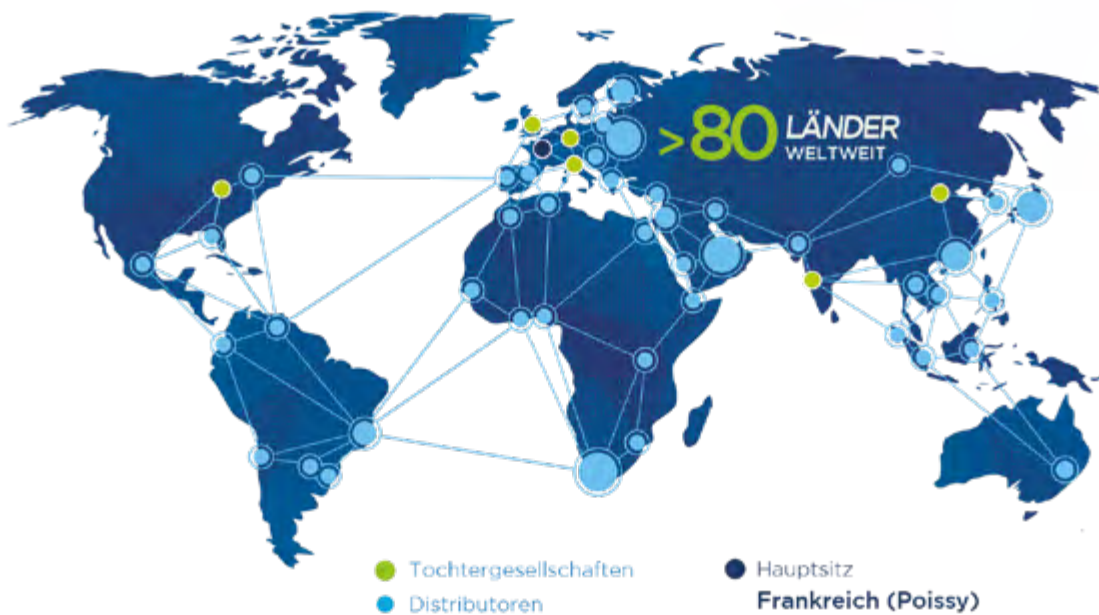 >80 LÄNDER
WELTWEIT
Tochtergesellschaften
Distributoren
Hauptsitz
Frankreich (Poissy)